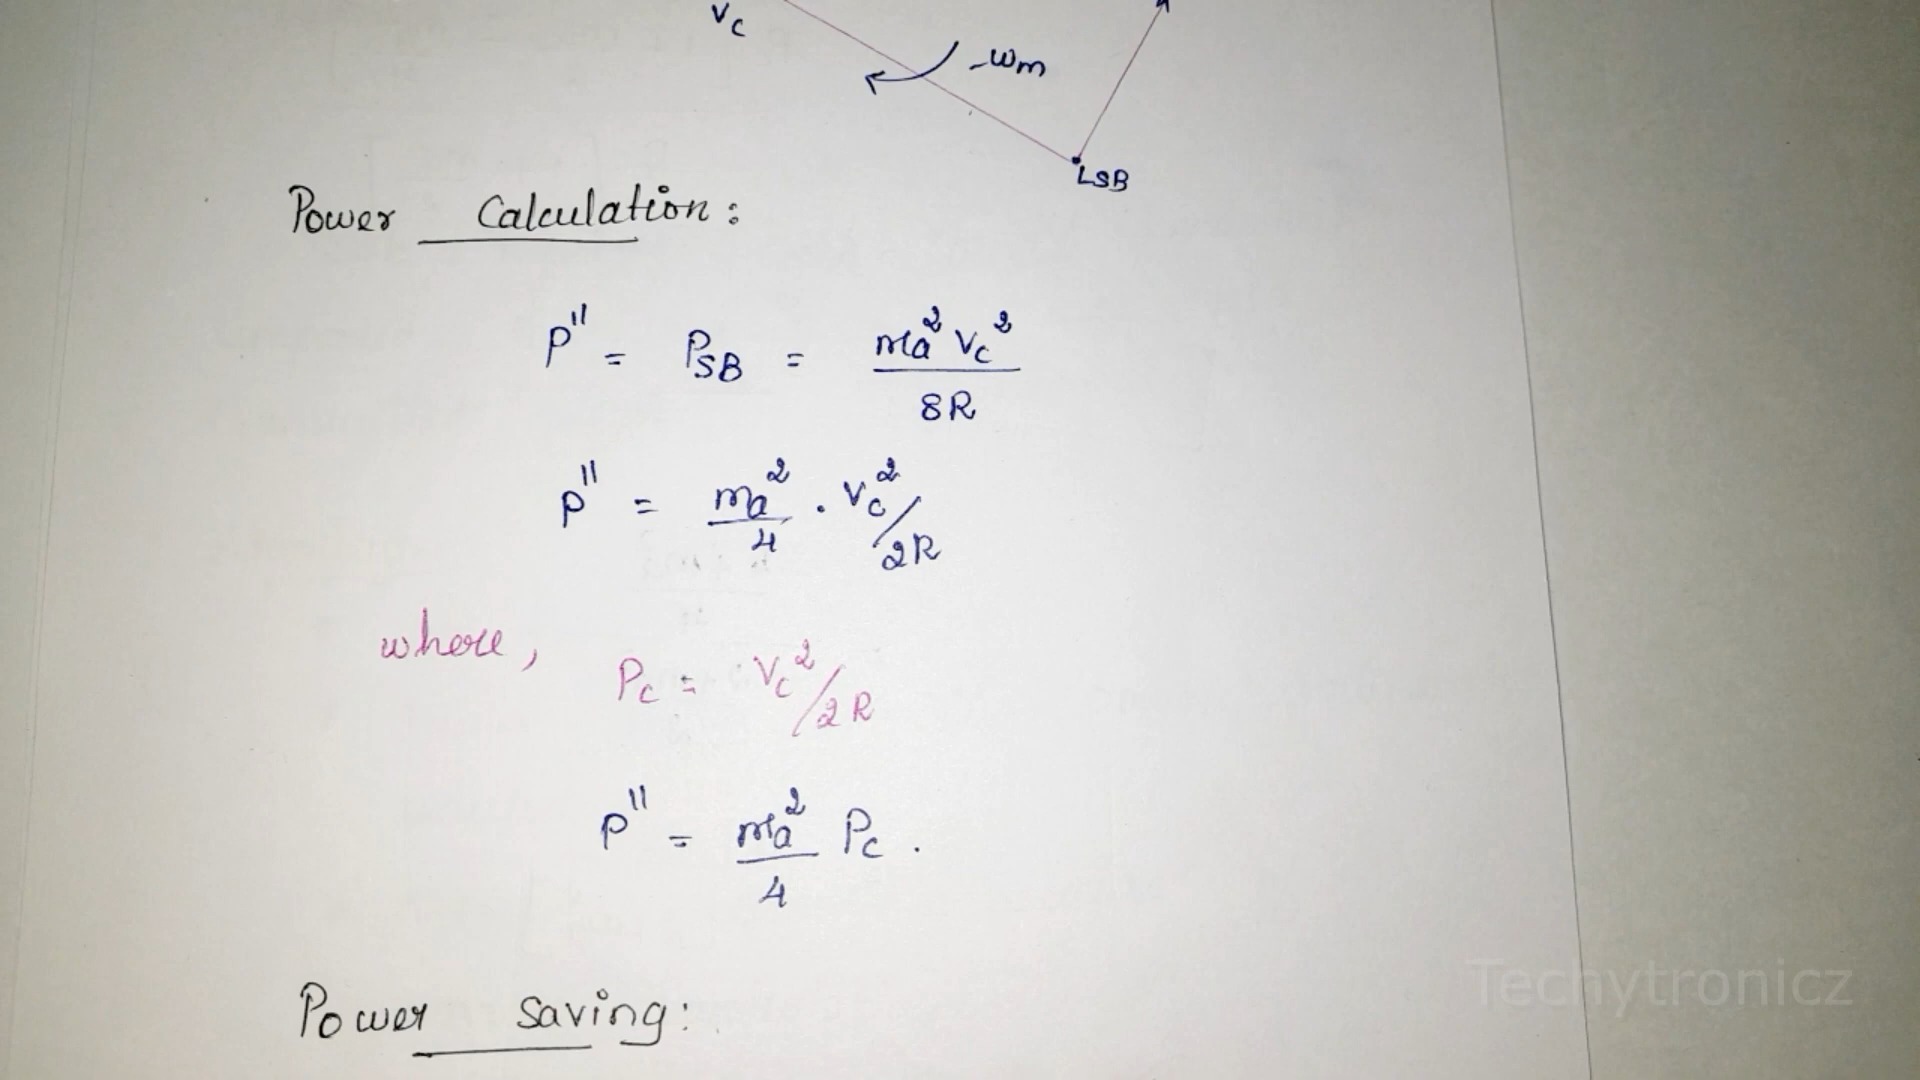 Vc
-ωm
LSB
Power Calculation:
P" = PSB = ma² Vc² / 8R
P" = ma²/4 . Vc²/2R
where,
Pc = Vc²/2R
P" = ma²/4 Pc.
Power saving:
Techytronicz